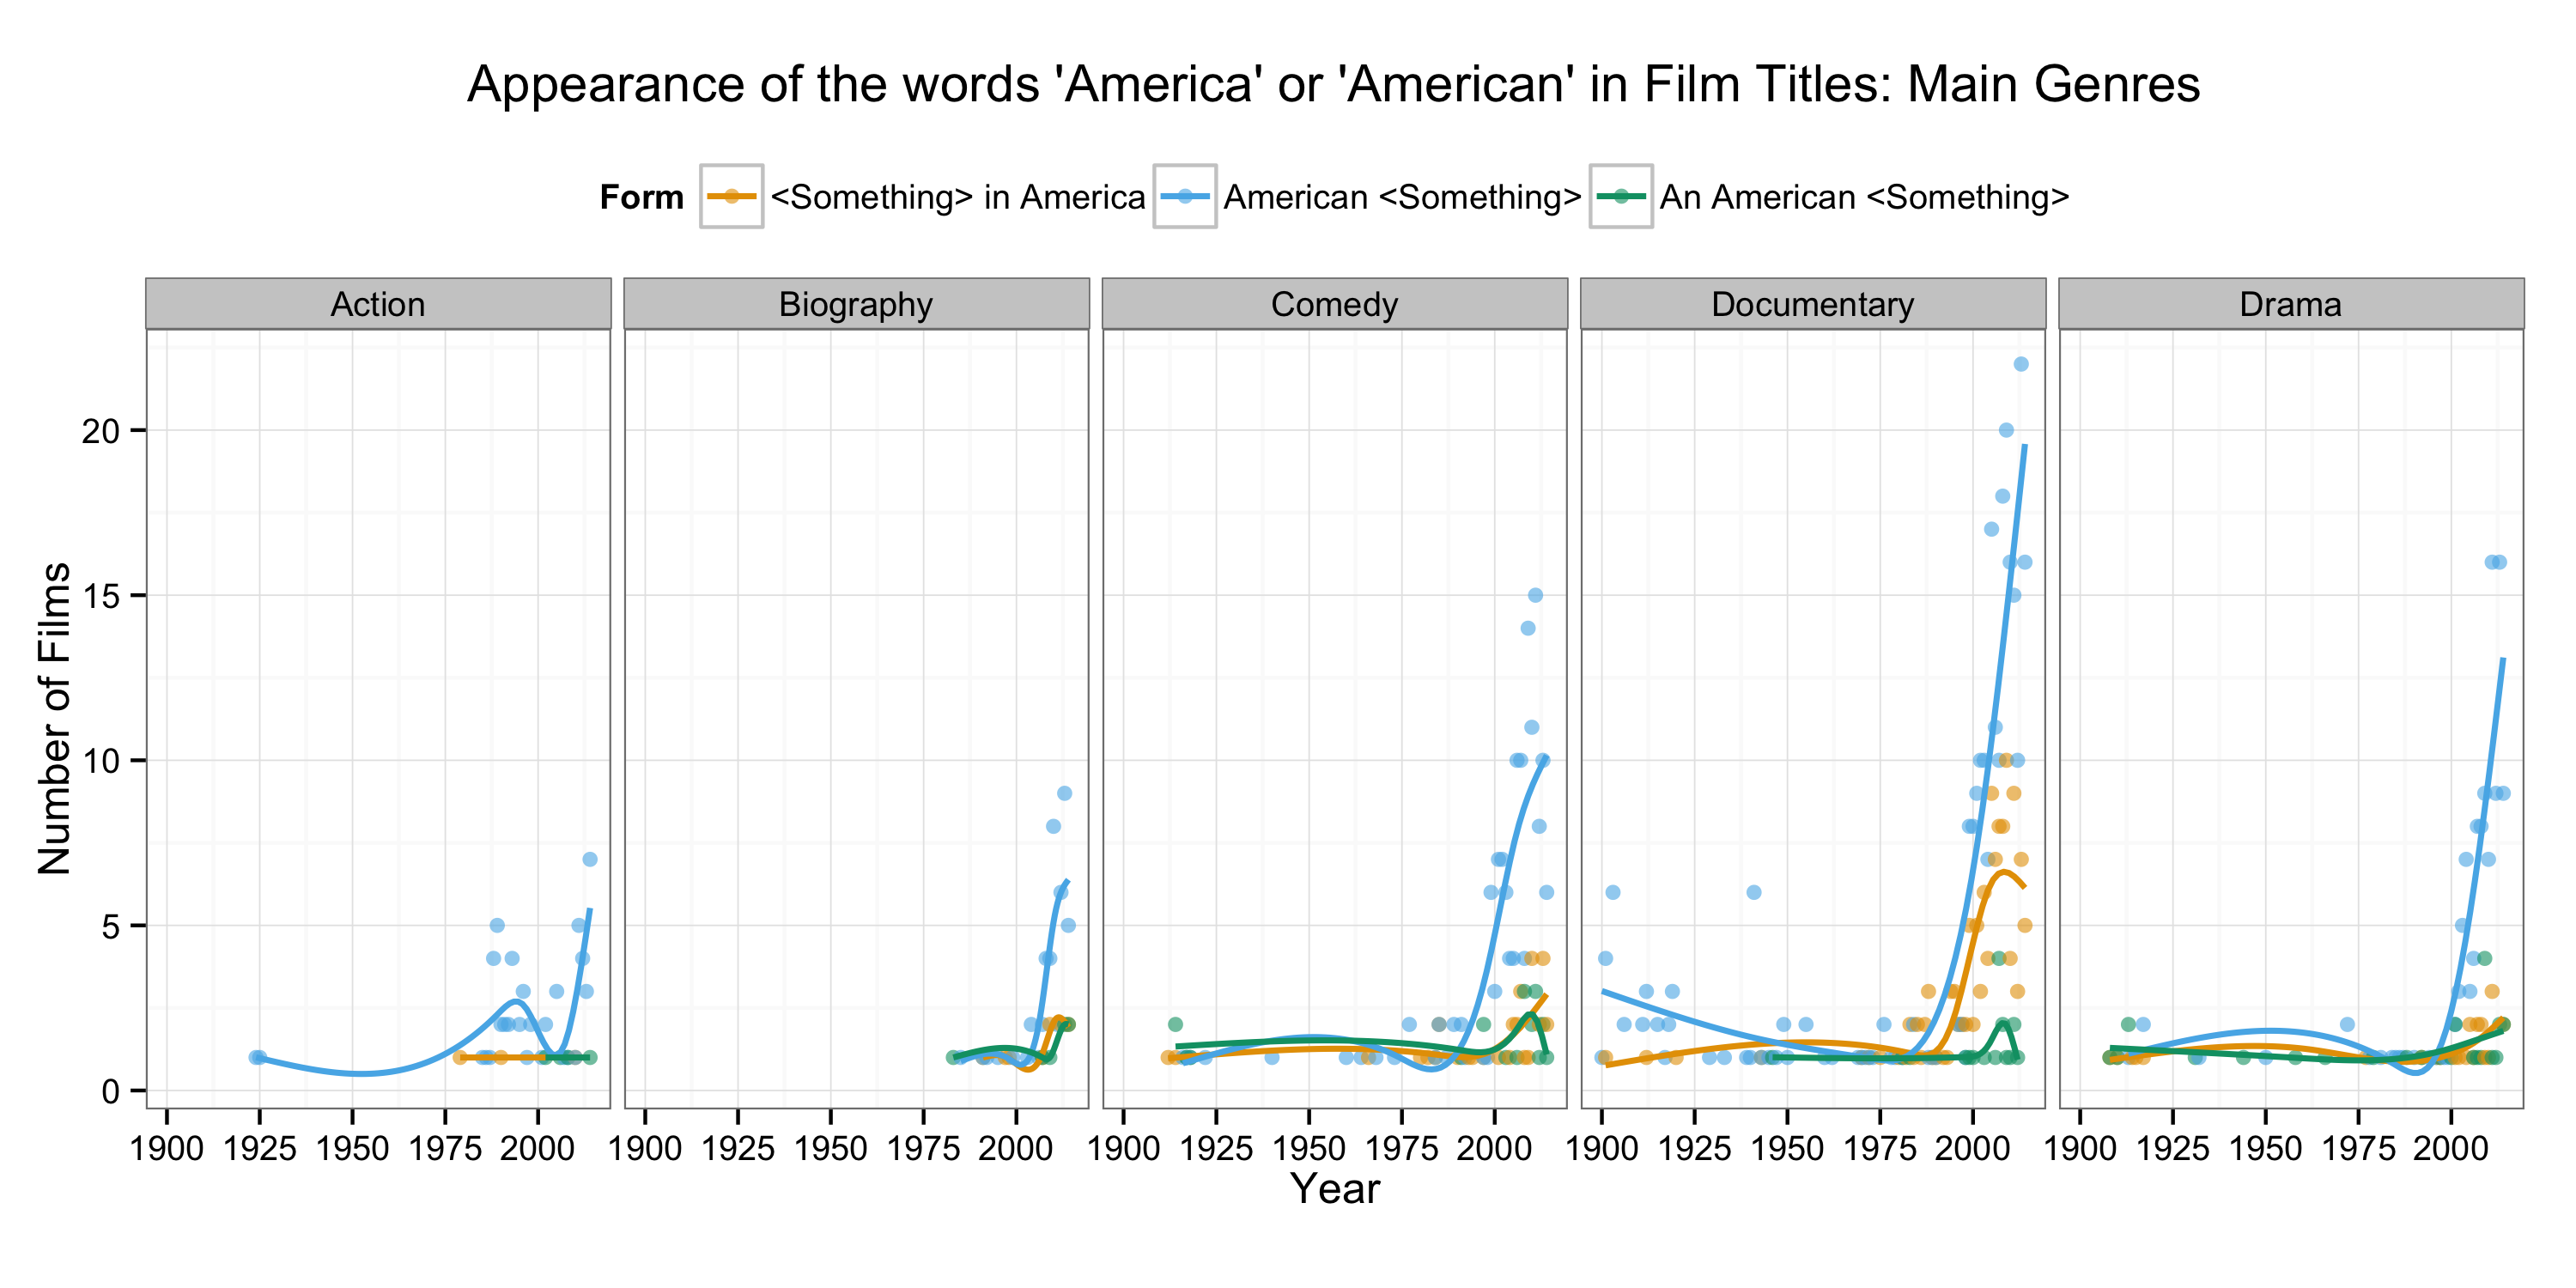 Appearance of the words 'America' or 'American' in Film Titles: Main Genres
Form <Something> in America American <Something> An American <Something>
Action Biography Comedy Documentary Drama
Number of Films
20
15
10
5
0
1900 1925 1950 1975 2000 1900 1925 1950 1975 2000 1900 1925 1950 1975 2000 1900 1925 1950 1975 2000 1900 1925 1950 1975 2000
Year